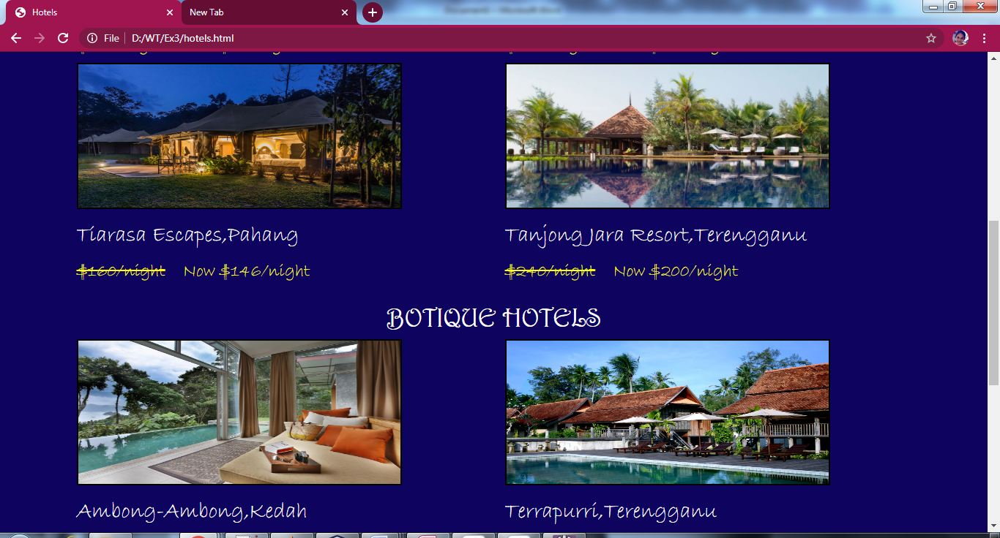 Hotels
New Tab
File D:/WT/Ex3/hotels.html
Tiarasa Escapes,Pahang
Tanjong Jara Resort,Terengganu
$160/night Now $146/night
$240/night Now $200/night
BOTIQUE HOTELS
Ambong-Ambong,Kedah
Terrapurri,Terengganu